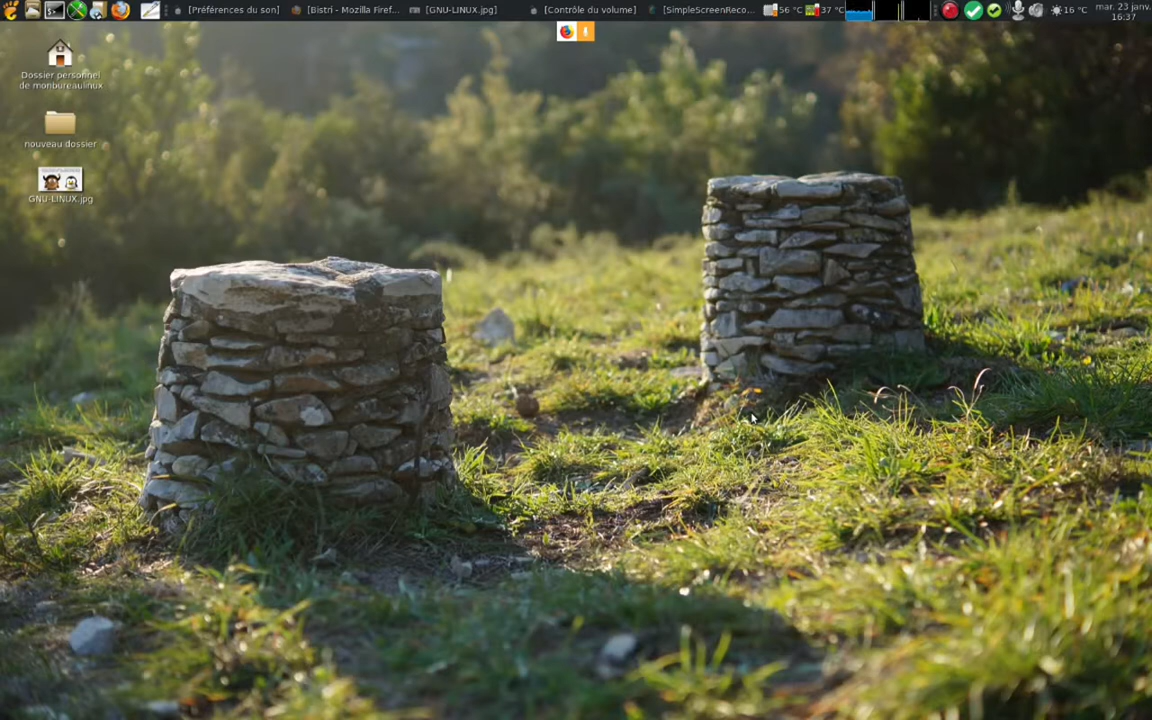 [Préférences du son]
[Bistri - Mozilla Firef...
[GNU-LINUX.jpg]
[Contrôle du volume]
[SimpleScreenReco...
56 °C
37 °C
16 °C
mar. 23 janv.
16:37
Dossier personnel
de monbureaulinux
nouveau dossier
GNU-LINUX.jpg